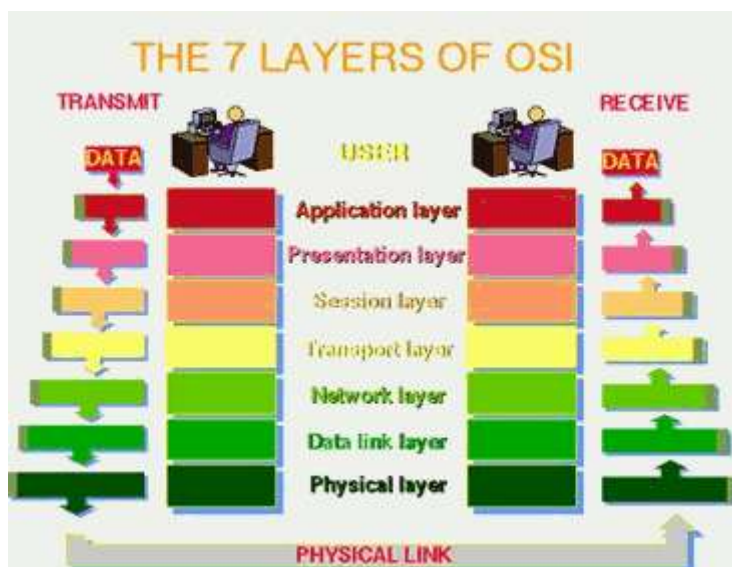 THE 7 LAYERS OF OSI
TRANSMIT
RECEIVE
USER
DATA
DATA
Application layer
Presentation layer
Session layer
Transport layer
Network layer
Data link layer
Physical layer
PHYSICAL LINK